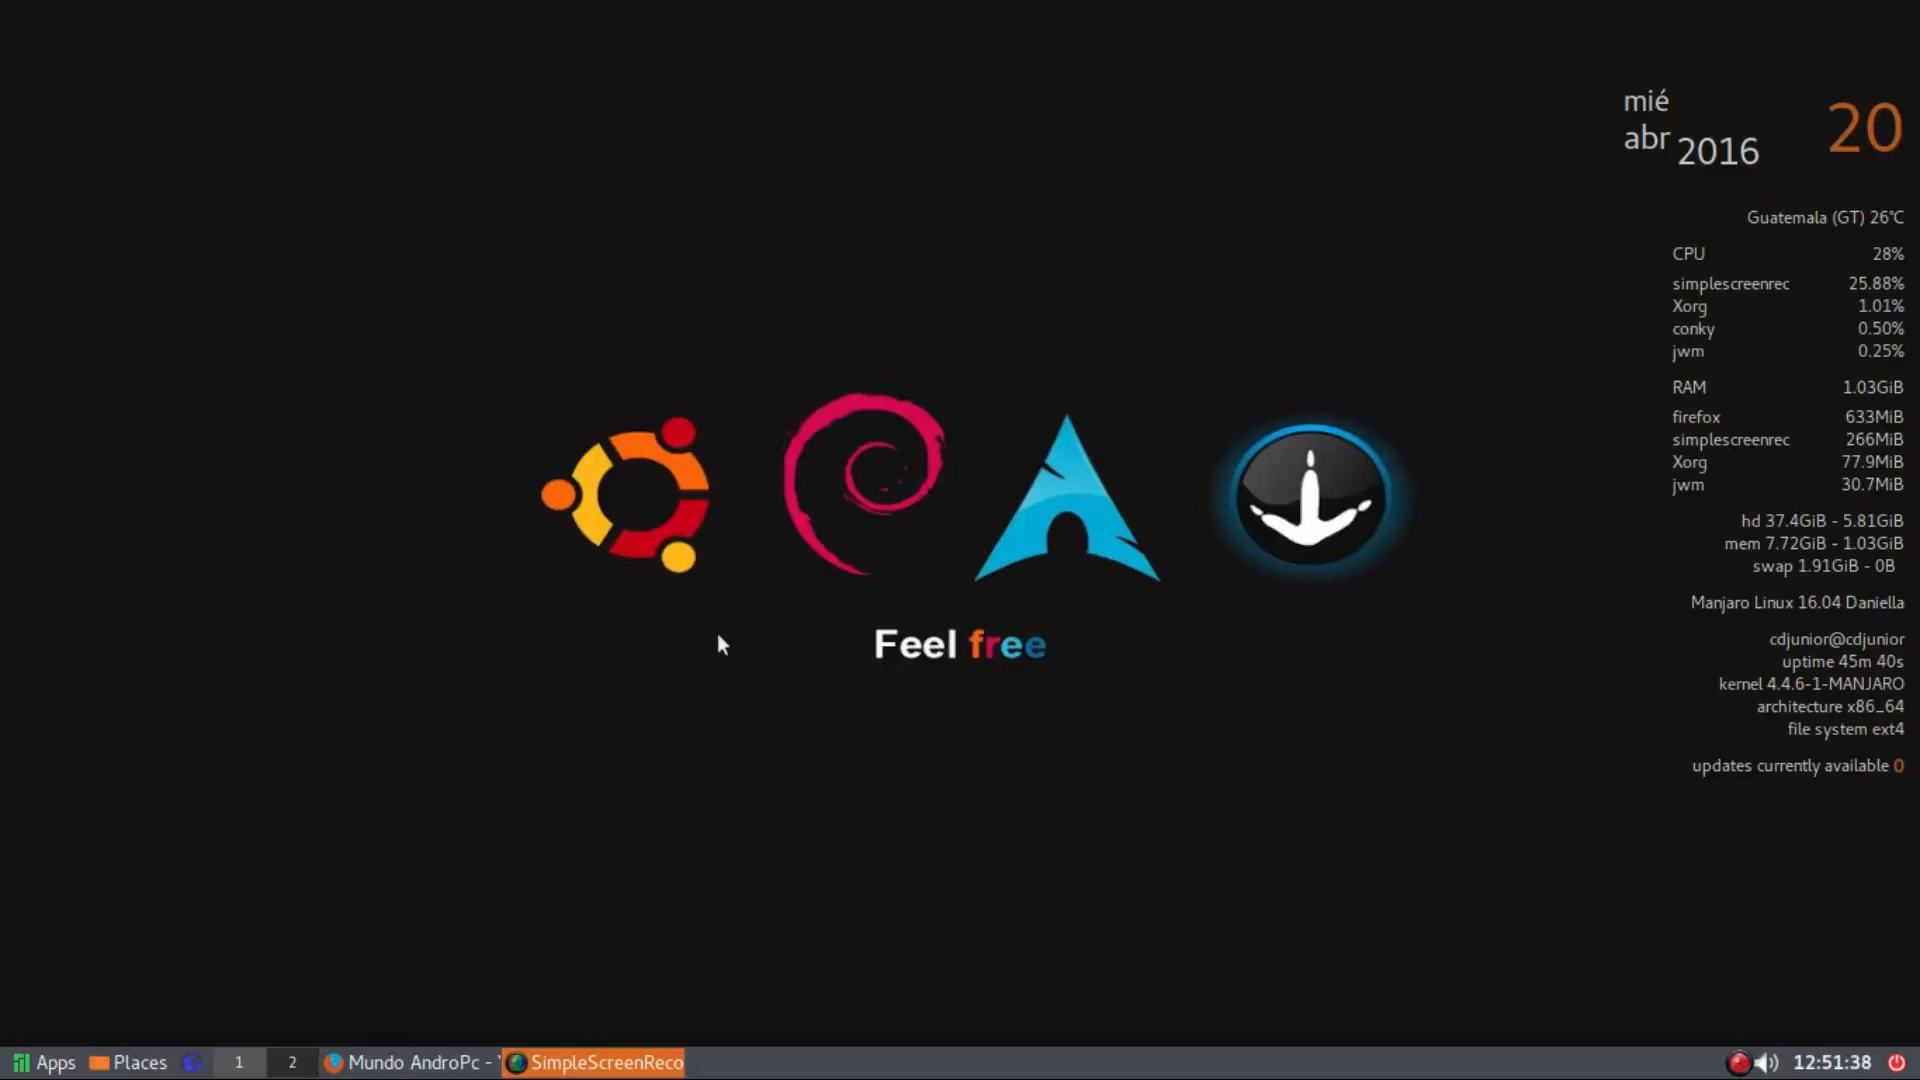 mié
abr 2016 20
Guatemala (GT) 26°C
CPU 28%
simplescreenrec 25.88%
Xorg 1.01%
conky 0.50%
jwm 0.25%
RAM 1.03GiB
firefox 633MiB
simplescreenrec 266MiB
Xorg 77.9MiB
jwm 30.7MiB
hd 37.4GiB - 5.81GiB
mem 7.72GiB - 1.03GiB
swap 1.91GiB - 0B
Manjaro Linux 16.04 Daniella
cdjunior@cdjunior
uptime 45m 40s
kernel 4.4.6-1-MANJARO
architecture x86_64
file system ext4
updates currently available 0
Feel free
Apps Places 1 2 Mundo AndroPc - SimpleScreenReco 12:51:38